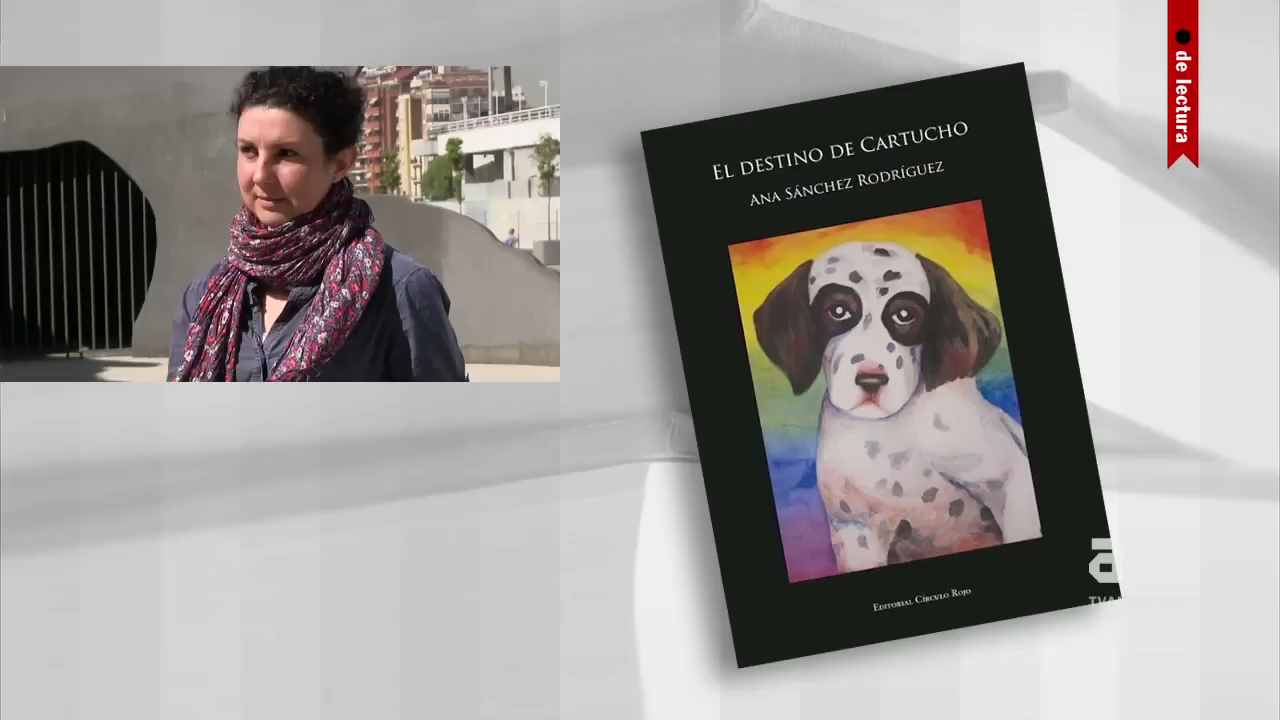 de lectura
EL DESTINO DE CARTUCHO
ANA SÁNCHEZ RODRÍGUEZ
EDITORIAL CÍRCULO ROJO